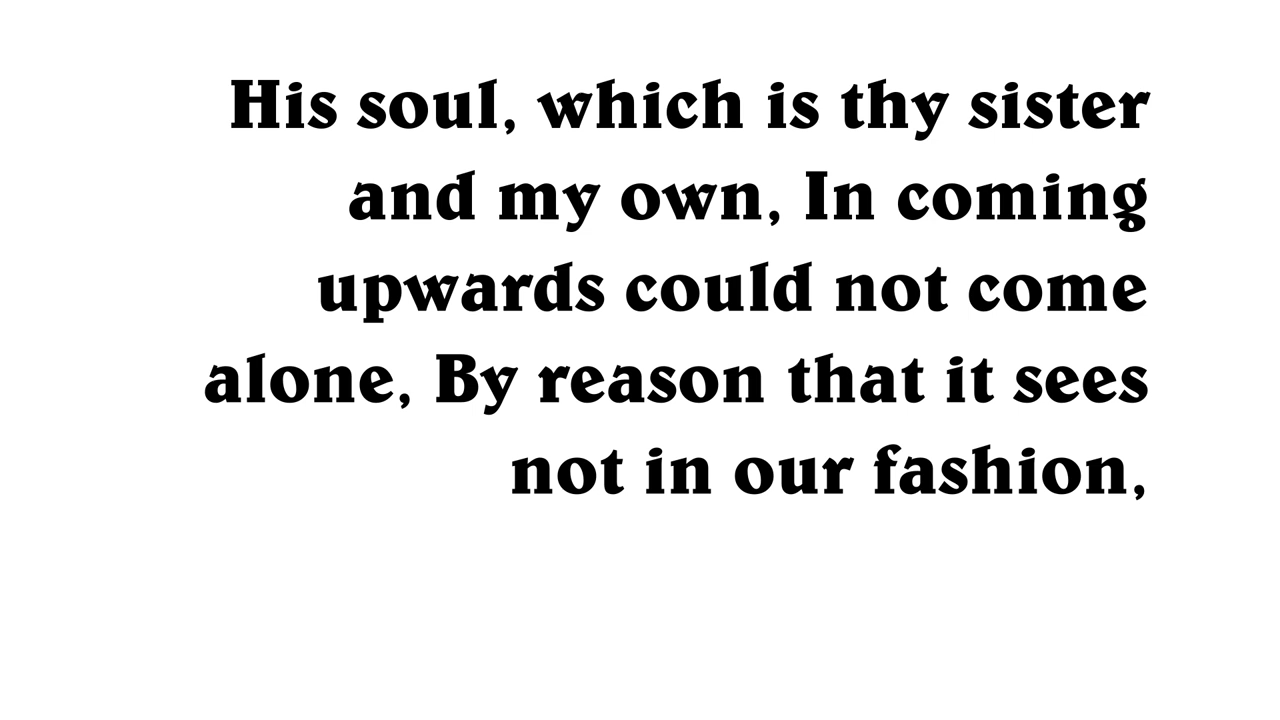 His soul, which is thy sister
and my own, In coming
upwards could not come
alone, By reason that it sees
not in our fashion,